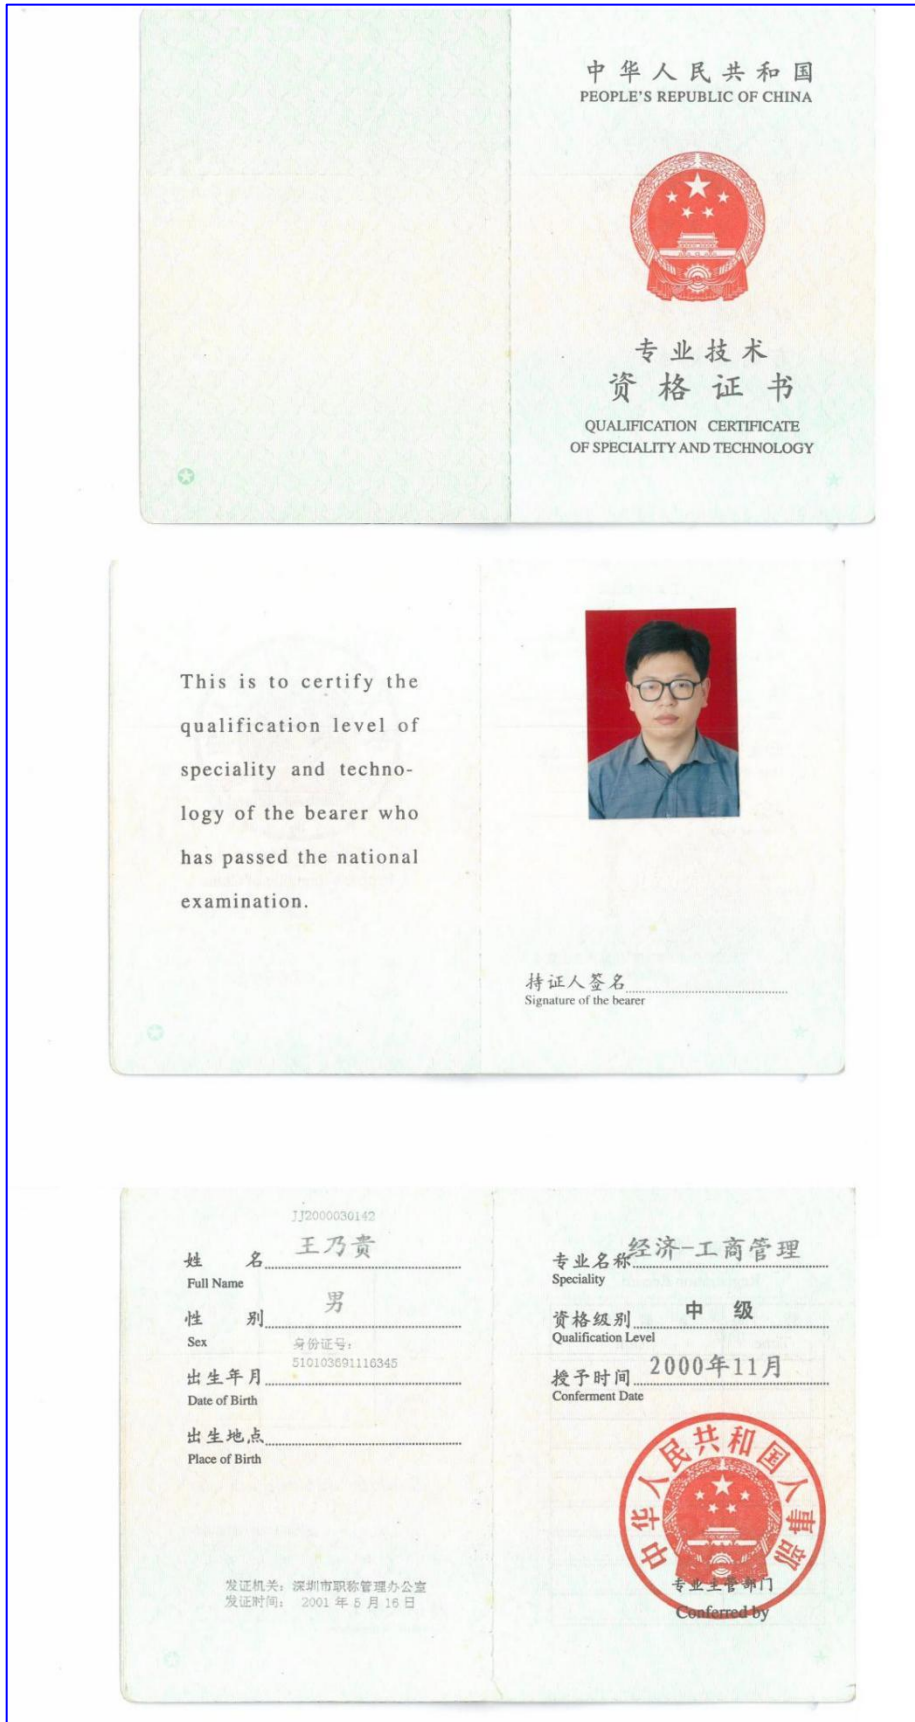 中华人民共和国
PEOPLE'S REPUBLIC OF CHINA
专业技术
资格证书
QUALIFICATION CERTIFICATE
OF SPECIALITY AND TECHNOLOGY
This is to certify the
qualification level of
speciality and techno-
logy of the bearer who
has passed the national
examination.
持证人签名
Signature of the bearer
JJ2000030142
姓 名 王乃贵
Full Name
性 别 男
Sex
身份证号:
510103691116345
出生年月
Date of Birth
出生地点
Place of Birth
发证机关: 深圳市职称管理办公室
发证时间: 2001 年 5 月 16 日
专业名称 经济-工商管理
Speciality
资格级别 中 级
Qualification Level
授予时间 2000年11月
Conferment Date
中华人民共和国人事部
专业主管部门
Conferred by